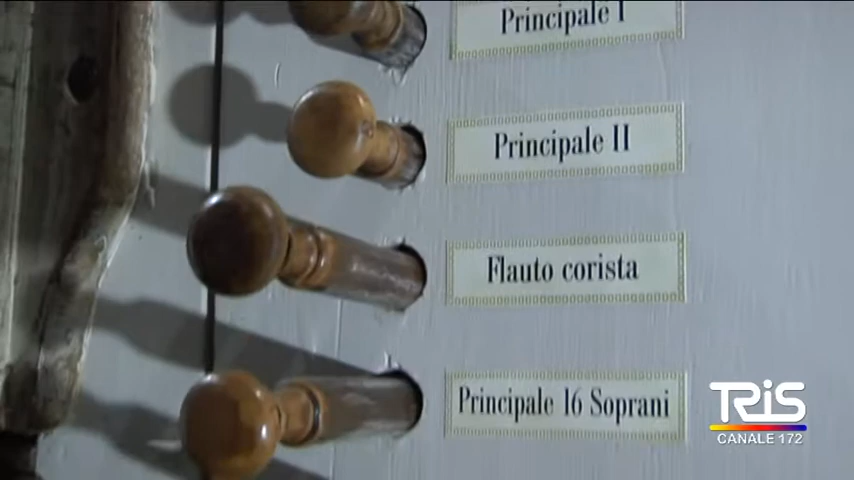 Principale I
Principale II
Flauto corista
Principale 16 Soprani
TRIS
CANALE 172